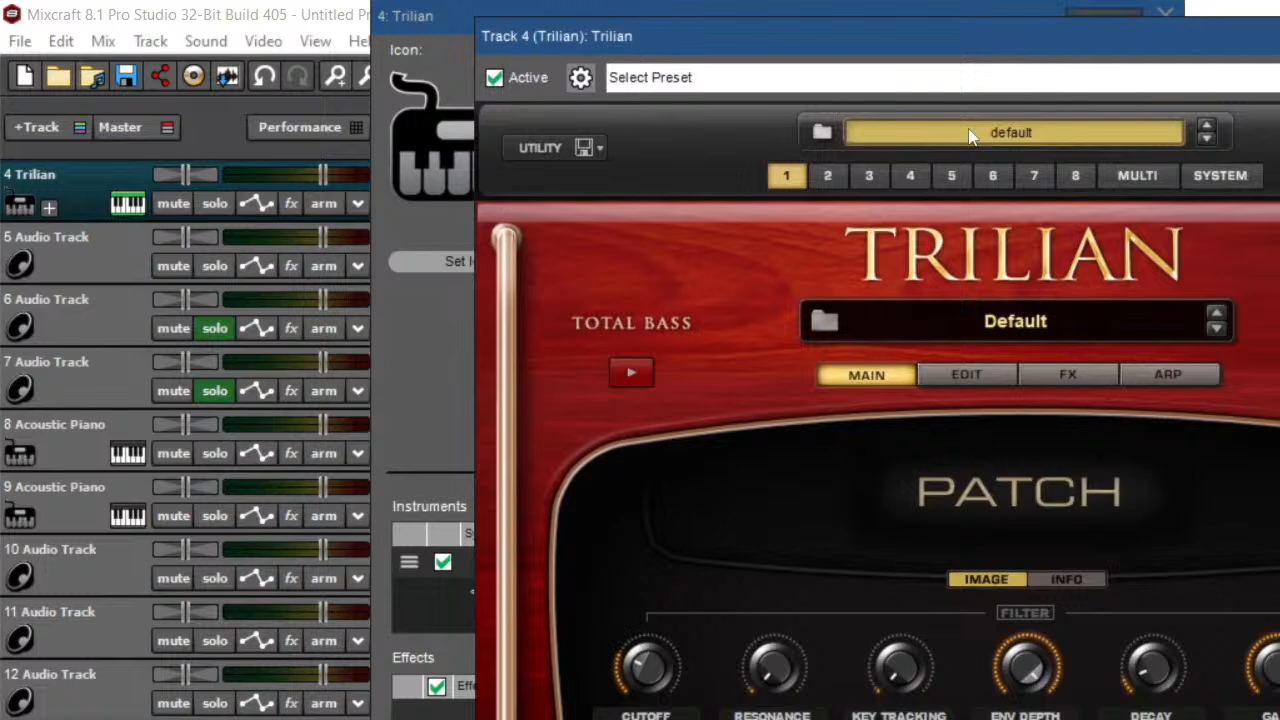 Mixcraft 8.1 Pro Studio 32-Bit Build 405 - Untitled Pr
File Edit Mix Track Sound Video View Hel
+Track Master Performance
4 Trilian
mute solo fx arm
5 Audio Track
mute solo fx arm
6 Audio Track
mute solo fx arm
7 Audio Track
mute solo fx arm
8 Acoustic Piano
mute solo fx arm
9 Acoustic Piano
mute solo fx arm
10 Audio Track
mute solo fx arm
11 Audio Track
mute solo fx arm
12 Audio Track
mute solo fx arm
4: Trilian
Icon:
Set I
Instruments
Effects
Effe
Track 4 (Trilian): Trilian
Active Select Preset
UTILITY
default
1 2 3 4 5 6 7 8 MULTI SYSTEM
TRILIAN
TOTAL BASS
Default
MAIN EDIT FX ARP
PATCH
IMAGE INFO
FILTER
CUTOFF RESONANCE KEY TRACKING ENV DEPTH DECAY